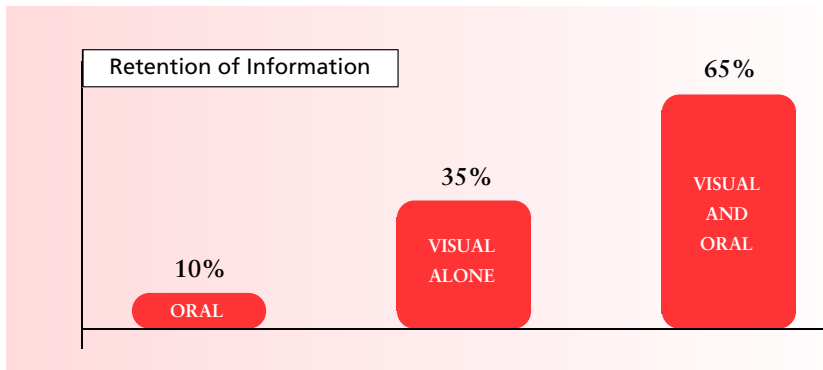 Retention of Information
65%
35%
10%
VISUAL
AND
ORAL
VISUAL
ALONE
ORAL